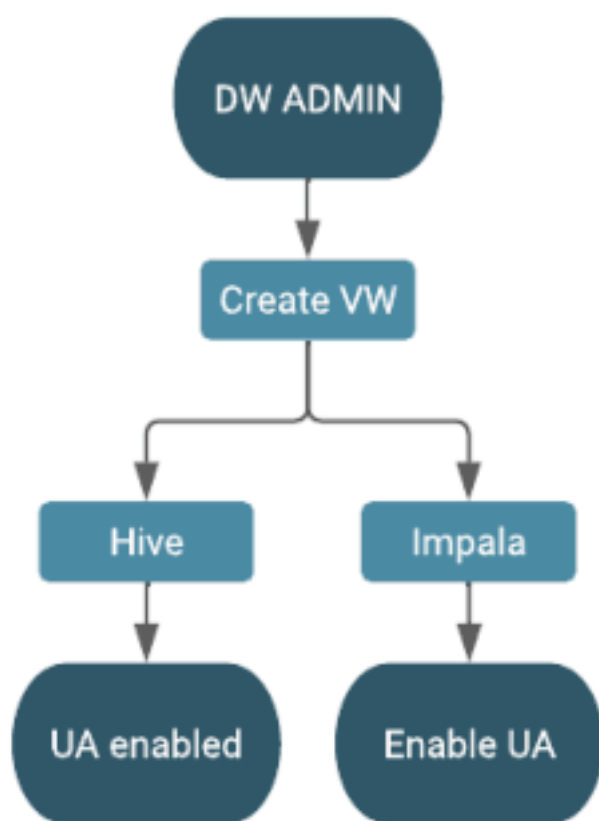 DW ADMIN
Create VW
Hive
Impala
UA enabled
Enable UA